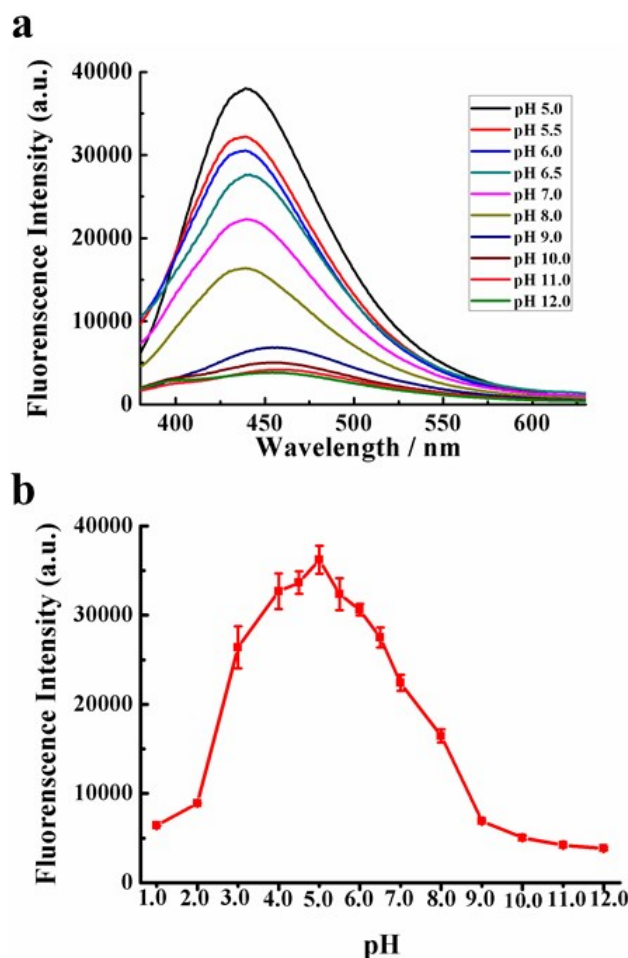 a
Fluorenscence Intensity (a.u.)
40000
30000
20000
10000
0
400
450
500
550
600
Wavelength / nm
pH 5.0
pH 5.5
pH 6.0
pH 6.5
pH 7.0
pH 8.0
pH 9.0
pH 10.0
pH 11.0
pH 12.0
b
Fluorenscence Intensity (a.u.)
40000
30000
20000
10000
0
1.0 2.0 3.0 4.0 5.0 6.0 7.0 8.0 9.0 10.0 11.0 12.0
pH